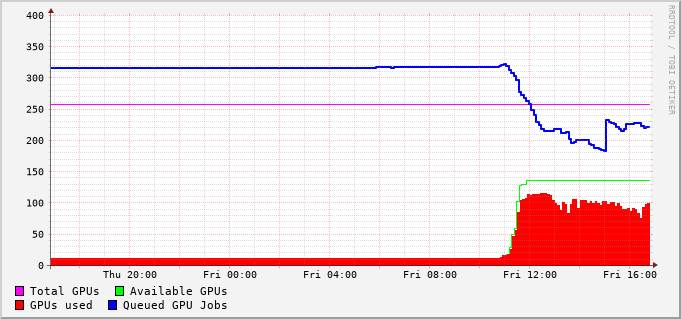 RRDTOOL / TOBI OETIKER
400
350
300
250
200
150
100
50
0
Thu 20:00 Fri 00:00 Fri 04:00 Fri 08:00 Fri 12:00 Fri 16:00
Total GPUs Available GPUs
GPUs used Queued GPU Jobs